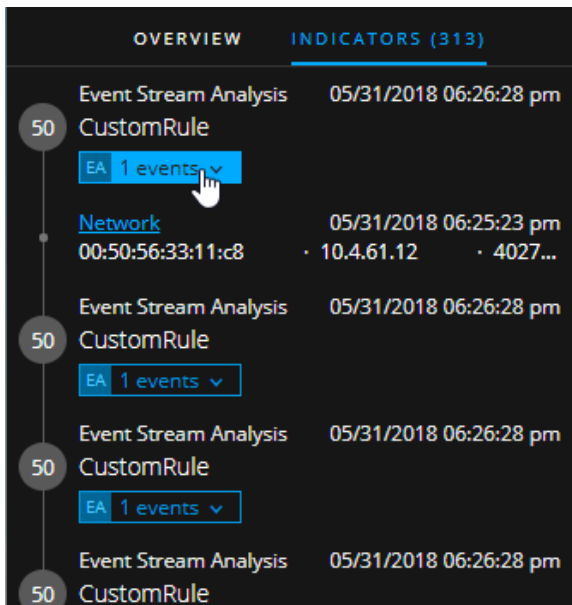 OVERVIEW INDICATORS (313)
Event Stream Analysis 05/31/2018 06:26:28 pm
50 CustomRule
EA 1 events
Network 05/31/2018 06:25:23 pm
00:50:56:33:11:c8 · 10.4.61.12 · 4027...
Event Stream Analysis 05/31/2018 06:26:28 pm
50 CustomRule
EA 1 events
Event Stream Analysis 05/31/2018 06:26:28 pm
50 CustomRule
EA 1 events
Event Stream Analysis 05/31/2018 06:26:28 pm
50 CustomRule